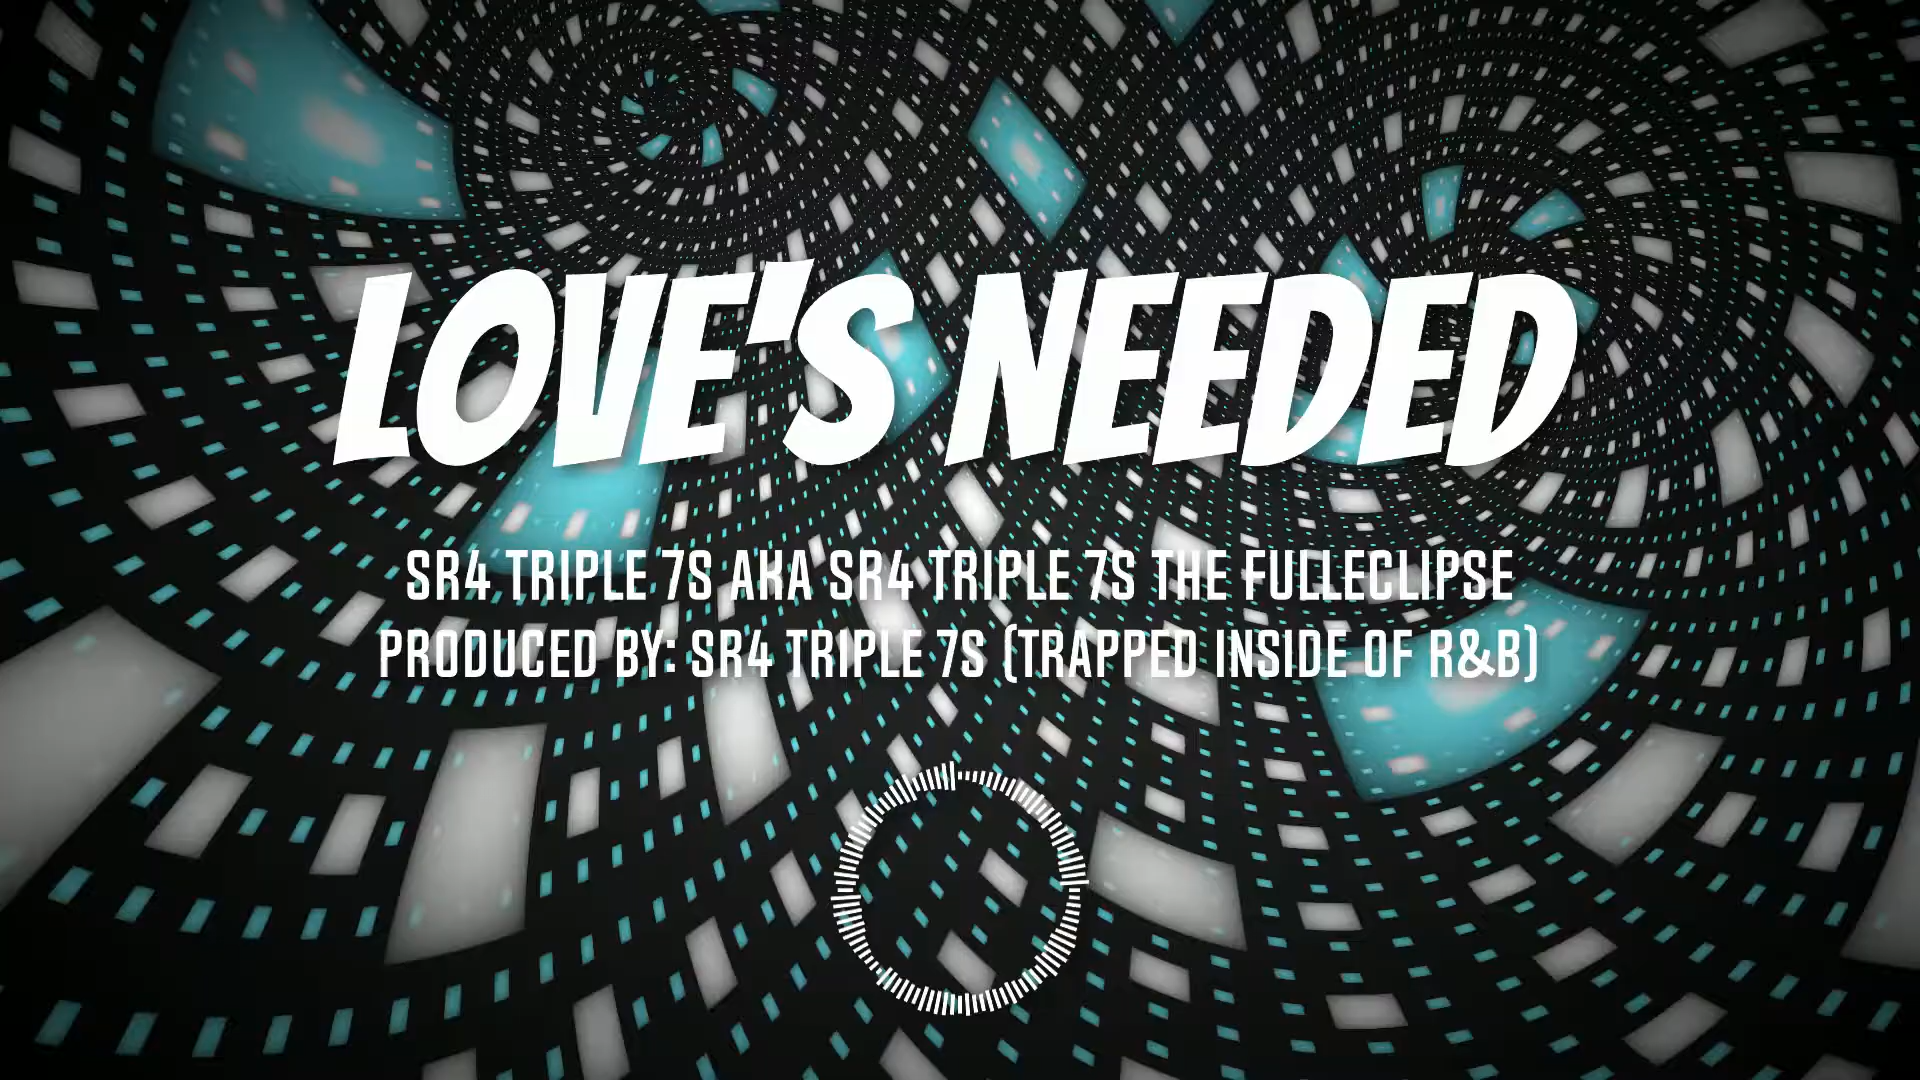 LOVE'S NEEDED
SR4 TRIPLE 7S AKA SR4 TRIPLE 7S THE FULLECLIPSE
PRODUCED BY: SR4 TRIPLE 7S (TRAPPED INSIDE OF R&B)